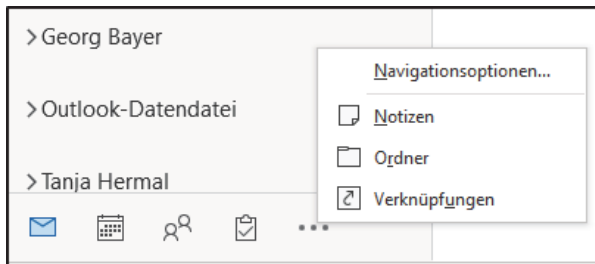 Georg Bayer
Navigationsoptionen...
Outlook-Datendatei
Notizen
Ordner
Tanja Hermal
Verknüpfungen